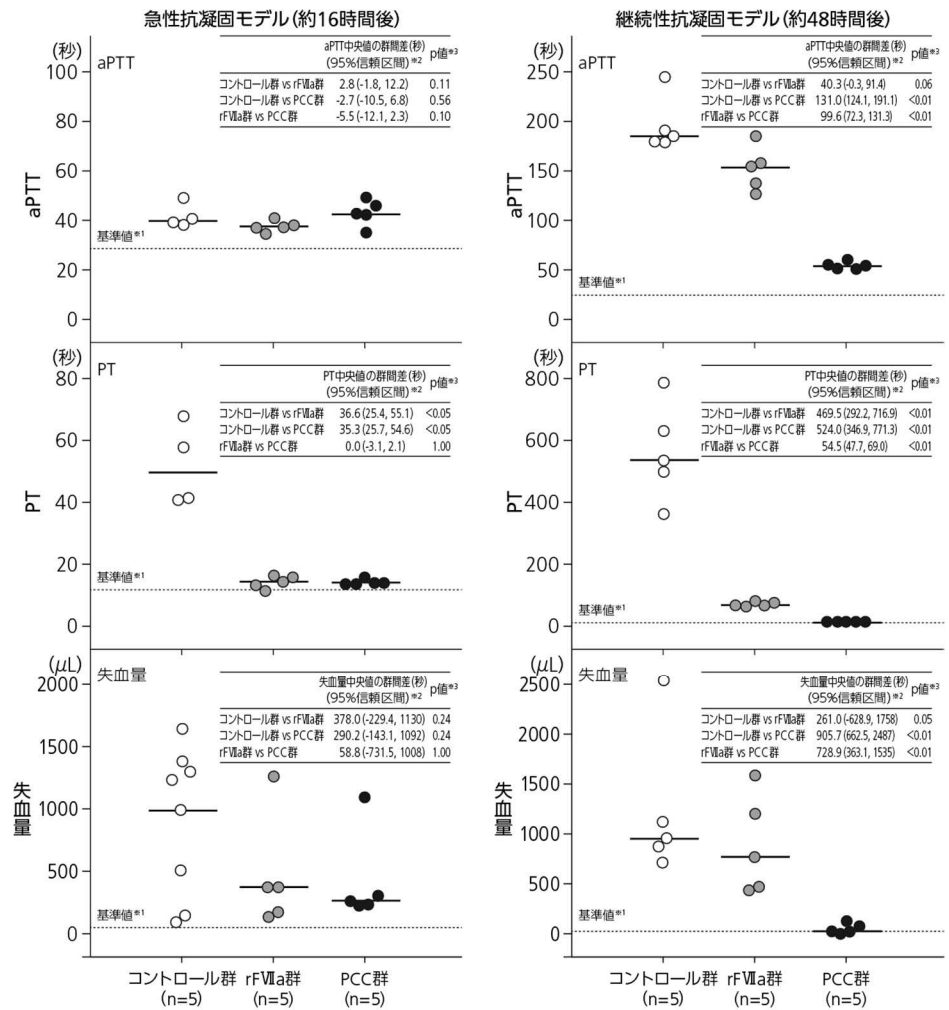 急性抗凝固モデル(約16時間後)
(秒)
aPTT
aPTT中央値の群間差(秒)
(95%信頼区間)※2 p値※3
コントロール群 vs rFⅦa群 2.8 (-1.8, 12.2) 0.11
コントロール群 vs PCC群 -2.7 (-10.5, 6.8) 0.56
rFⅦa群 vs PCC群 -5.5 (-12.1, 2.3) 0.10
100
80
60
40
20
0
aPTT
基準値※1
(秒)
PT
PT中央値の群間差(秒)
(95%信頼区間)※2 p値※3
コントロール群 vs rFⅦa群 36.6 (25.4, 55.1) <0.05
コントロール群 vs PCC群 35.3 (25.7, 54.6) <0.05
rFⅦa群 vs PCC群 0.0 (-3.1, 2.1) 1.00
80
60
40
20
0
PT
基準値※1
(μL)
失血量
失血量中央値の群間差(秒)
(95%信頼区間)※2 p値※3
コントロール群 vs rFⅦa群 378.0 (-229.4, 1130) 0.24
コントロール群 vs PCC群 290.2 (-143.1, 1092) 0.24
rFⅦa群 vs PCC群 58.8 (-731.5, 1008) 1.00
2000
1500
1000
500
0
失血量
基準値※1
コントロール群 rFⅦa群 PCC群
(n=5) (n=5) (n=5)
継続性抗凝固モデル(約48時間後)
(秒)
aPTT
aPTT中央値の群間差(秒)
(95%信頼区間)※2 p値※3
コントロール群 vs rFⅦa群 40.3 (-0.3, 91.4) 0.06
コントロール群 vs PCC群 131.0 (124.1, 191.1) <0.01
rFⅦa群 vs PCC群 99.6 (72.3, 131.3) <0.01
250
200
150
100
50
0
aPTT
基準値※1
(秒)
PT
PT中央値の群間差(秒)
(95%信頼区間)※2 p値※3
コントロール群 vs rFⅦa群 469.5 (292.2, 716.9) <0.01
コントロール群 vs PCC群 524.0 (346.9, 771.3) <0.01
rFⅦa群 vs PCC群 54.5 (47.7, 69.0) <0.01
800
600
400
200
0
PT
基準値※1
(μL)
失血量
失血量中央値の群間差(秒)
(95%信頼区間)※2 p値※3
コントロール群 vs rFⅦa群 261.0 (-628.9, 1758) 0.05
コントロール群 vs PCC群 905.7 (662.5, 2487) <0.01
rFⅦa群 vs PCC群 728.9 (363.1, 1535) <0.01
2500
2000
1500
1000
500
0
失血量
基準値※1
コントロール群 rFⅦa群 PCC群
(n=5) (n=5) (n=5)